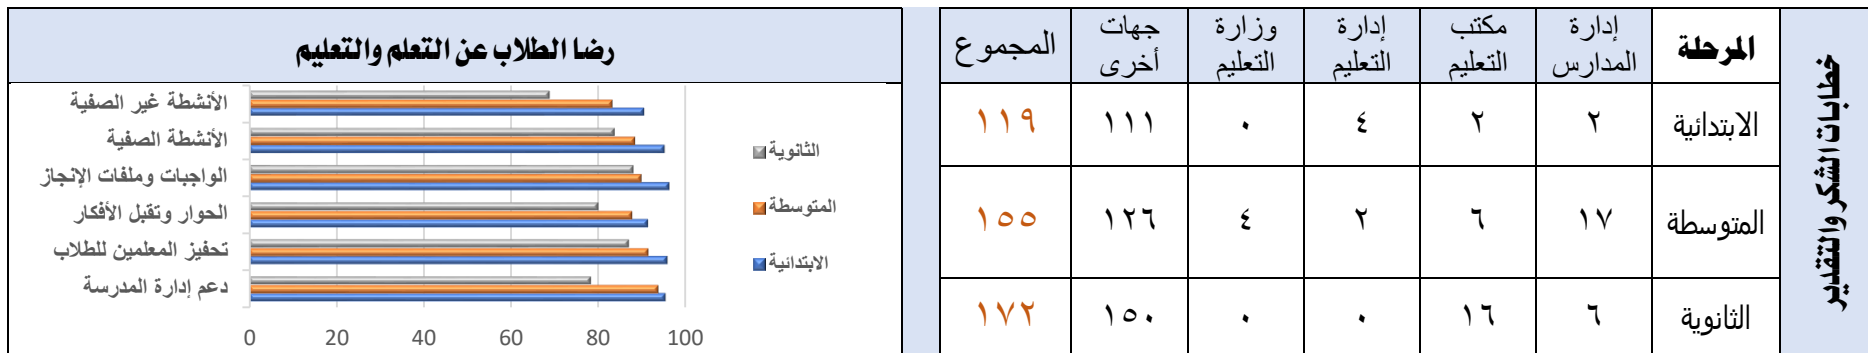 خطابات الشكر والتقدير
المرحلة
إدارة المدارس
مكتب التعليم
إدارة التعليم
وزارة التعليم
جهات أخرى
المجموع
الابتدائية ٢ ٢ ٤ ٠ ١١١ ١١٩
المتوسطة ١٧ ٦ ٢ ٤ ١٢٦ ١٥٥
الثانوية ٦ ١٦ ٠ ٠ ١٥٠ ١٧٢
رضا الطلاب عن التعلم والتعليم
الأنشطة غير الصفية
الأنشطة الصفية
الواجبات وملفات الإنجاز
الحوار وتقبل الأفكار
تحفيز المعلمين للطلاب
دعم إدارة المدرسة
0 20 40 60 80 100
الثانوية
المتوسطة
الابتدائية